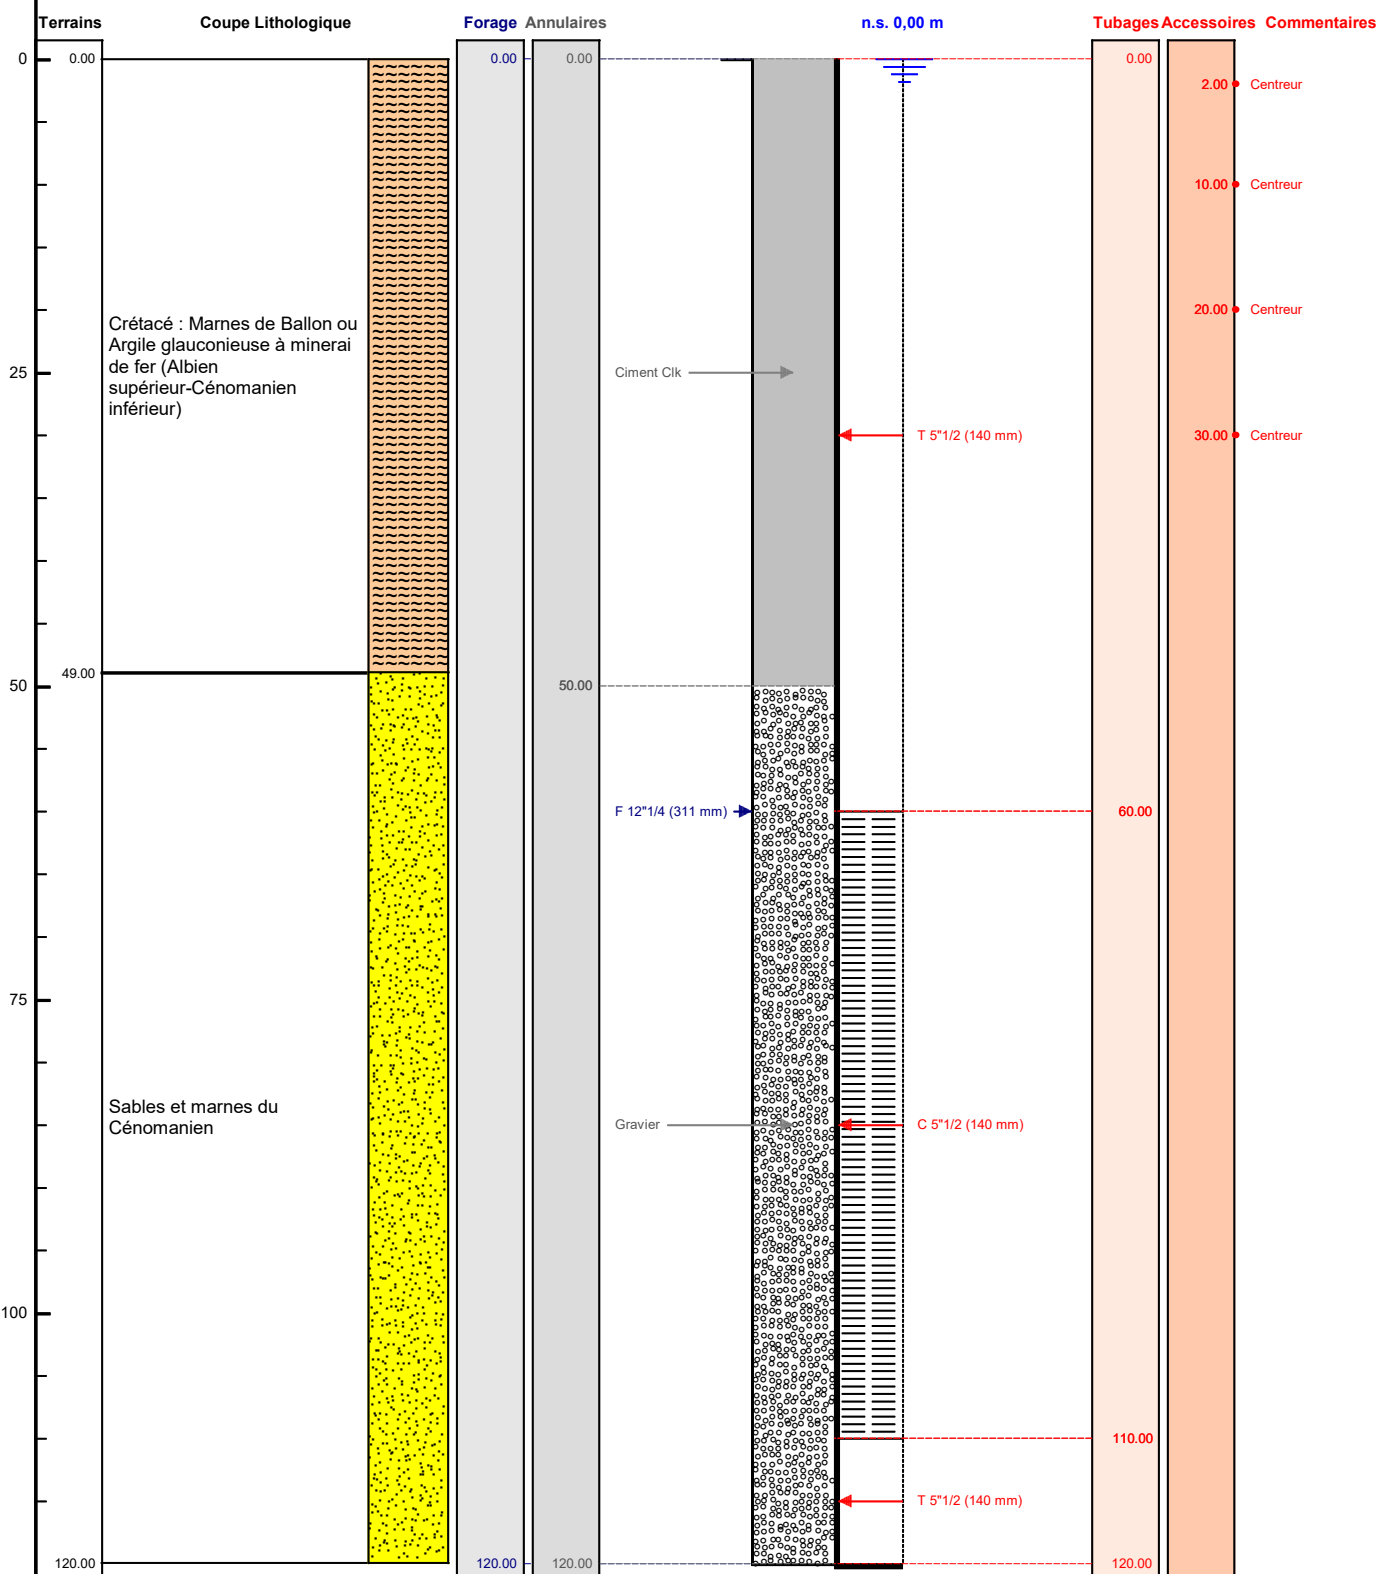 Terrains Coupe Lithologique Forage Annulaires n.s. 0,00 m Tubages Accessoires Commentaires
0 0.00 0.00 0.00 0.00
2.00 Centreur
10.00 Centreur
20.00 Centreur
Crétacé : Marnes de Ballon ou
Argile glauconieuse à minerai
de fer (Albien
supérieur-Cénomanien
inférieur)
25 Ciment Clk
T 5"1/2 (140 mm) 30.00 Centreur
49.00
50 50.00
F 12"1/4 (311 mm) 60.00
75
Sables et marnes du
Cénomanien
Gravier C 5"1/2 (140 mm)
100
110.00
T 5"1/2 (140 mm)
120.00 120.00 120.00 120.00